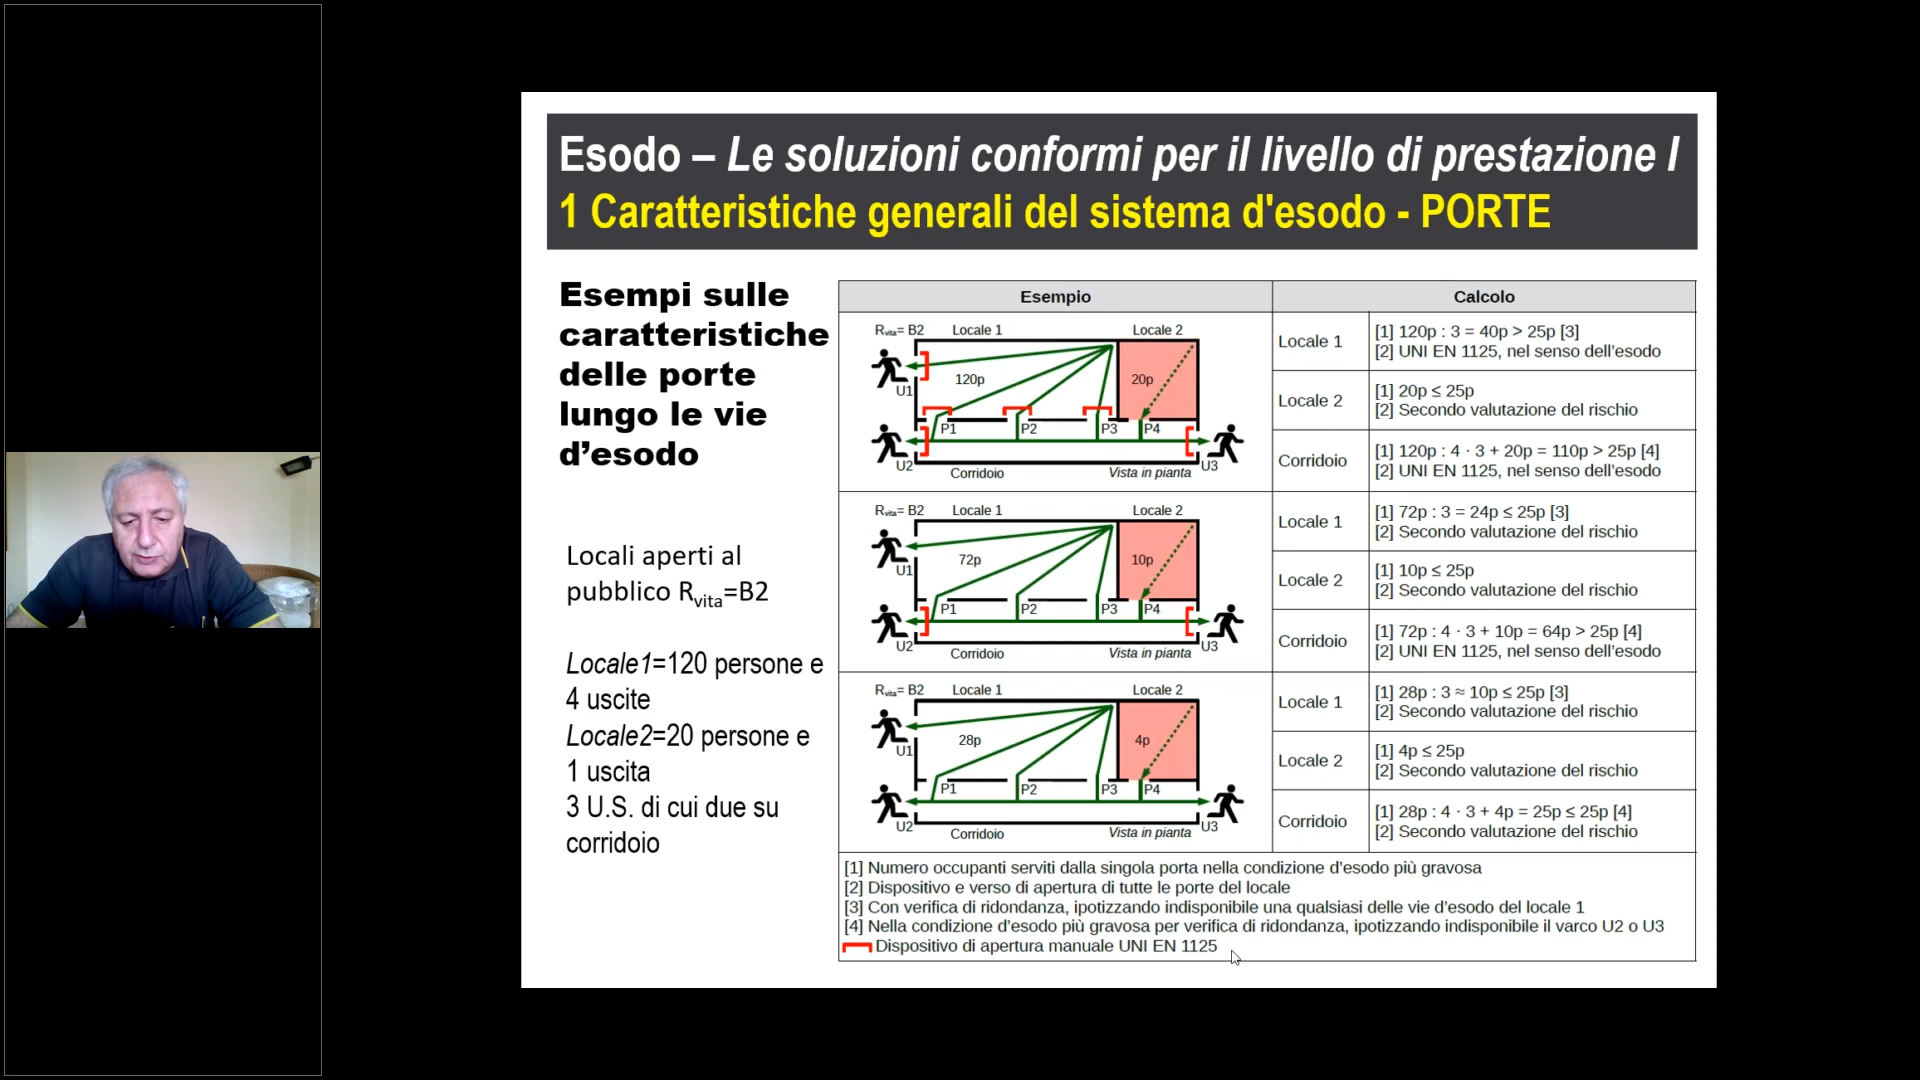 Esodo – Le soluzioni conformi per il livello di prestazione I
1 Caratteristiche generali del sistema d'esodo - PORTE
Esempi sulle
caratteristiche
delle porte
lungo le vie
d’esodo
Locali aperti al
pubblico Rvita=B2
Locale1=120 persone e
4 uscite
Locale2=20 persone e
1 uscita
3 U.S. di cui due su
corridoio
Esempio
Calcolo
Rvita= B2 Locale 1 Locale 2
120p 20p
U1
P1 P2 P3 P4
U2 Corridoio Vista in pianta U3
Locale 1
[1] 120p : 3 = 40p > 25p [3]
[2] UNI EN 1125, nel senso dell’esodo
Locale 2
[1] 20p ≤ 25p
[2] Secondo valutazione del rischio
Corridoio
[1] 120p : 4 · 3 + 20p = 110p > 25p [4]
[2] UNI EN 1125, nel senso dell’esodo
Rvita= B2 Locale 1 Locale 2
72p 10p
U1
P1 P2 P3 P4
U2 Corridoio Vista in pianta U3
Locale 1
[1] 72p : 3 = 24p ≤ 25p [3]
[2] Secondo valutazione del rischio
Locale 2
[1] 10p ≤ 25p
[2] Secondo valutazione del rischio
Corridoio
[1] 72p : 4 · 3 + 10p = 64p > 25p [4]
[2] UNI EN 1125, nel senso dell’esodo
Rvita= B2 Locale 1 Locale 2
28p 4p
U1
P1 P2 P3 P4
U2 Corridoio Vista in pianta U3
Locale 1
[1] 28p : 3 ≈ 10p ≤ 25p [3]
[2] Secondo valutazione del rischio
Locale 2
[1] 4p ≤ 25p
[2] Secondo valutazione del rischio
Corridoio
[1] 28p : 4 · 3 + 4p = 25p ≤ 25p [4]
[2] Secondo valutazione del rischio
[1] Numero occupanti serviti dalla singola porta nella condizione d’esodo più gravosa
[2] Dispositivo e verso di apertura di tutte le porte del locale
[3] Con verifica di ridondanza, ipotizzando indisponibile una qualsiasi delle vie d’esodo del locale 1
[4] Nella condizione d’esodo più gravosa per verifica di ridondanza, ipotizzando indisponibile il varco U2 o U3
Dispositivo di apertura manuale UNI EN 1125